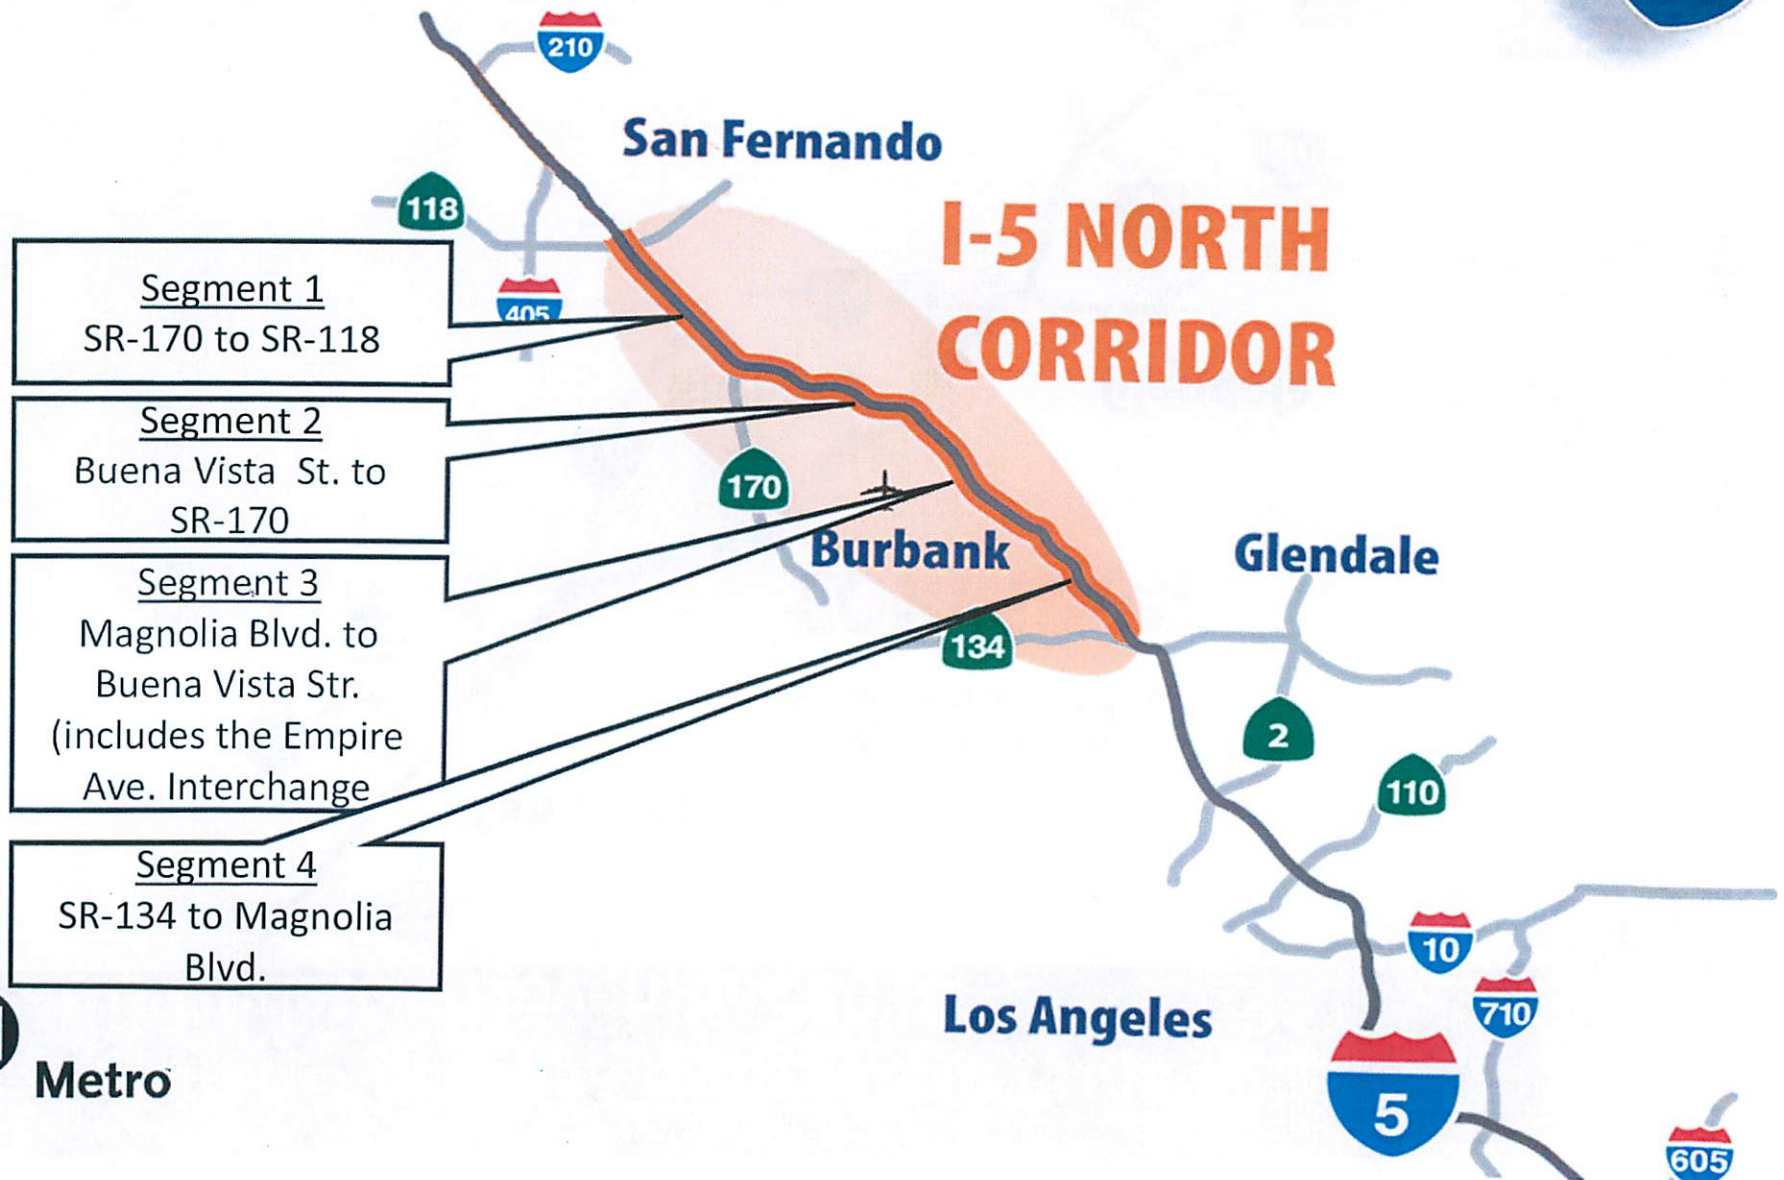 210
San Fernando
118
I-5 NORTH
CORRIDOR
Segment 1
SR-170 to SR-118
405
Segment 2
Buena Vista St. to
SR-170
170
Burbank
Glendale
Segment 3
Magnolia Blvd. to
Buena Vista Str.
(includes the Empire
Ave. Interchange
134
2
110
Segment 4
SR-134 to Magnolia
Blvd.
10
Los Angeles
710
Metro
5
605